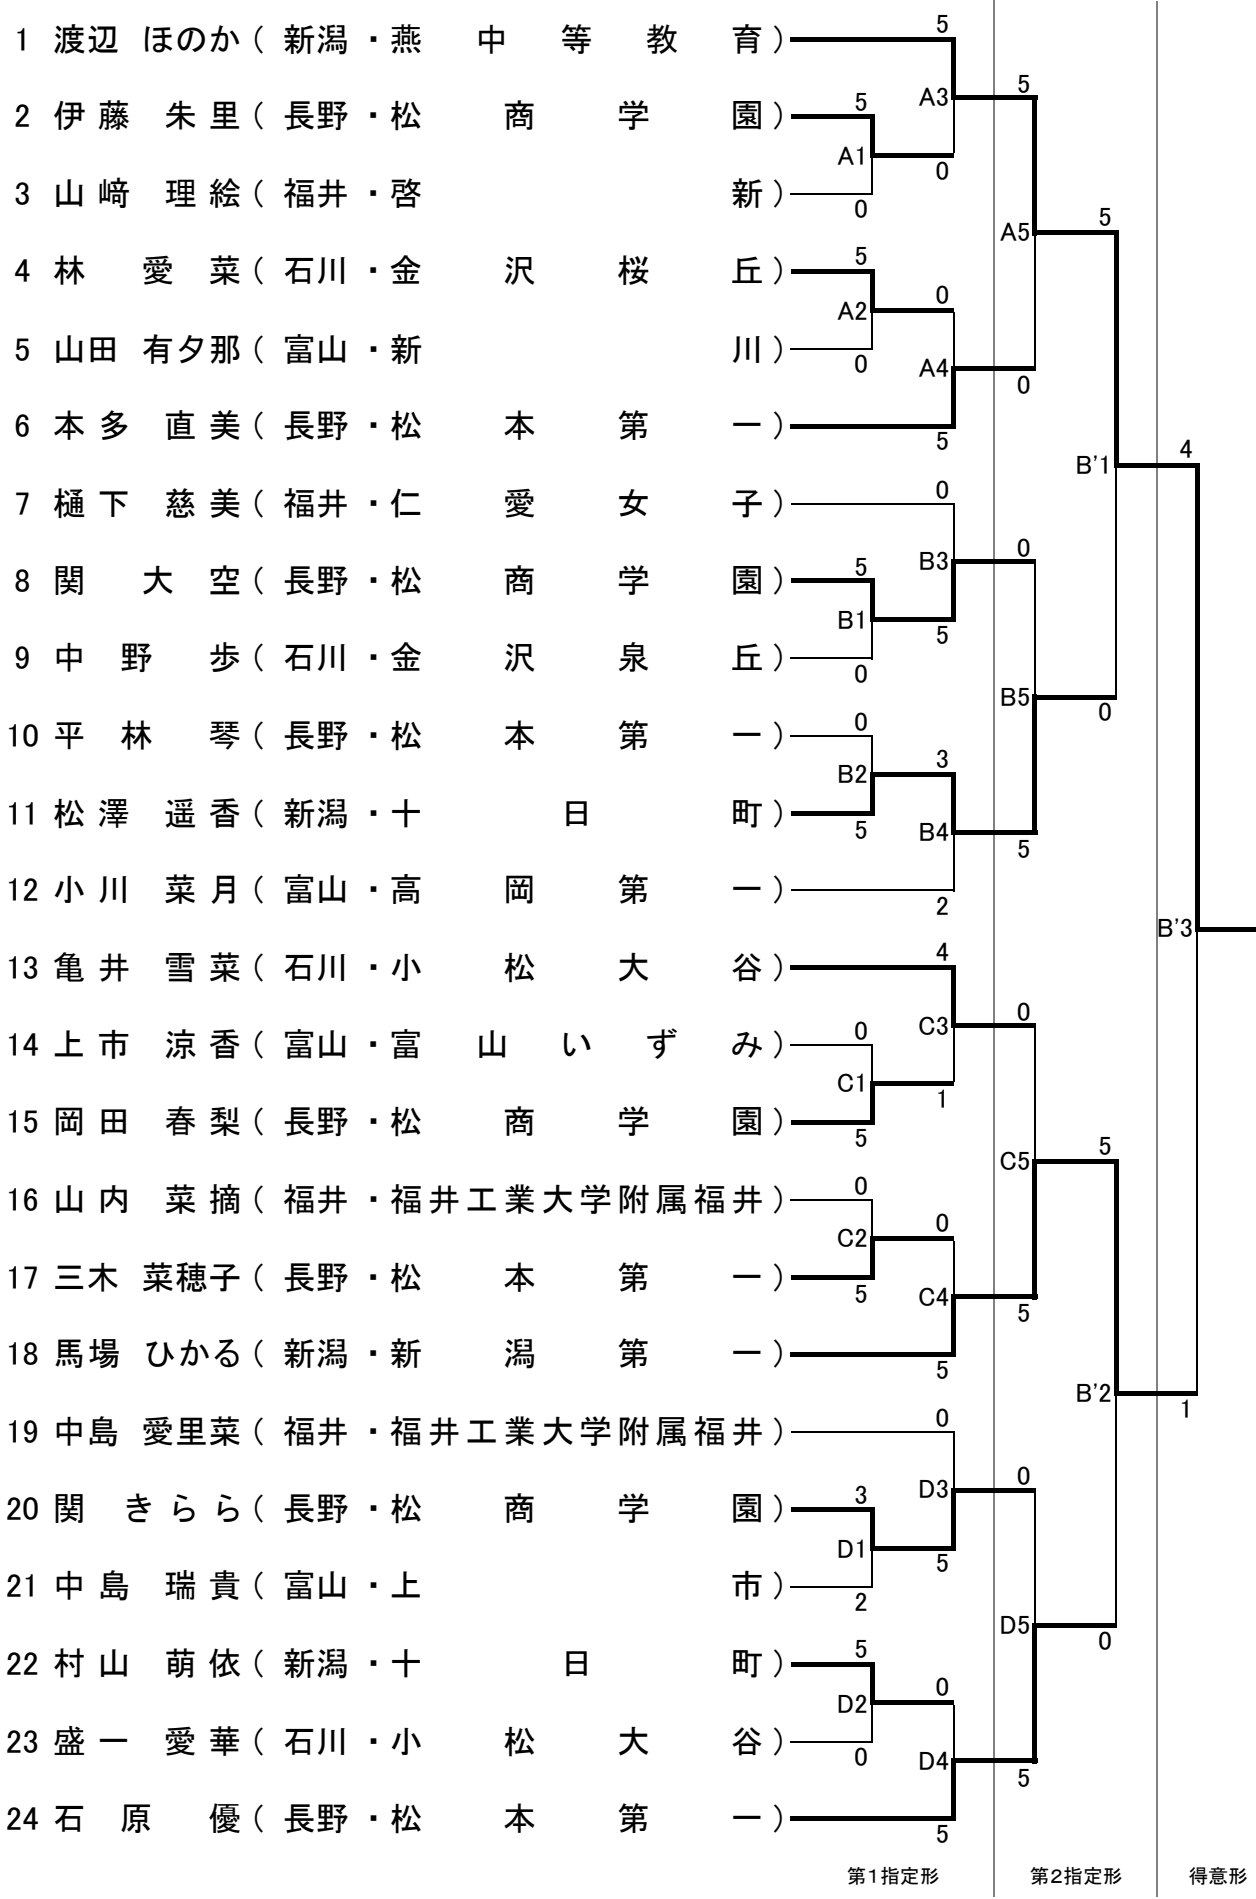 1 渡辺 ほのか ( 新潟 ・ 燕中等教育 )
2 伊藤 朱里 ( 長野 ・ 松商学園 )
3 山﨑 理絵 ( 福井 ・ 啓新 )
4 林 愛菜 ( 石川 ・ 金沢桜丘 )
5 山田 有夕那 ( 富山 ・ 新川 )
6 本多 直美 ( 長野 ・ 松本第一 )
7 樋下 慈美 ( 福井 ・ 仁愛女子 )
8 関 大空 ( 長野 ・ 松商学園 )
9 中野 歩 ( 石川 ・ 金沢泉丘 )
10 平林 琴 ( 長野 ・ 松本第一 )
11 松澤 遥香 ( 新潟 ・ 十日町 )
12 小川 菜月 ( 富山 ・ 高岡第一 )
13 亀井 雪菜 ( 石川 ・ 小松大谷 )
14 上市 涼香 ( 富山 ・ 富山いずみ )
15 岡田 春梨 ( 長野 ・ 松商学園 )
16 山内 菜摘 ( 福井 ・ 福井工業大学附属福井 )
17 三木 菜穂子 ( 長野 ・ 松本第一 )
18 馬場 ひかる ( 新潟 ・ 新潟第一 )
19 中島 愛里菜 ( 福井 ・ 福井工業大学附属福井 )
20 関 きらら ( 長野 ・ 松商学園 )
21 中島 瑞貴 ( 富山 ・ 上市 )
22 村山 萌依 ( 新潟 ・ 十日町 )
23 盛一 愛華 ( 石川 ・ 小松大谷 )
24 石原 優 ( 長野 ・ 松本第一 )
5
A1
0
5
A2
0
5
B1
0
0
B2
5
0
C1
5
0
C2
5
3
D1
2
5
D2
0
5
A3
0
0
A4
5
0
B3
5
3
B4
2
4
C3
1
0
C4
5
0
D3
5
0
D4
5
5
A5
0
0
B5
5
0
C5
5
0
D5
5
5
B'1
0
5
B'2
0
4
B'3
1
第1指定形 第2指定形 得意形